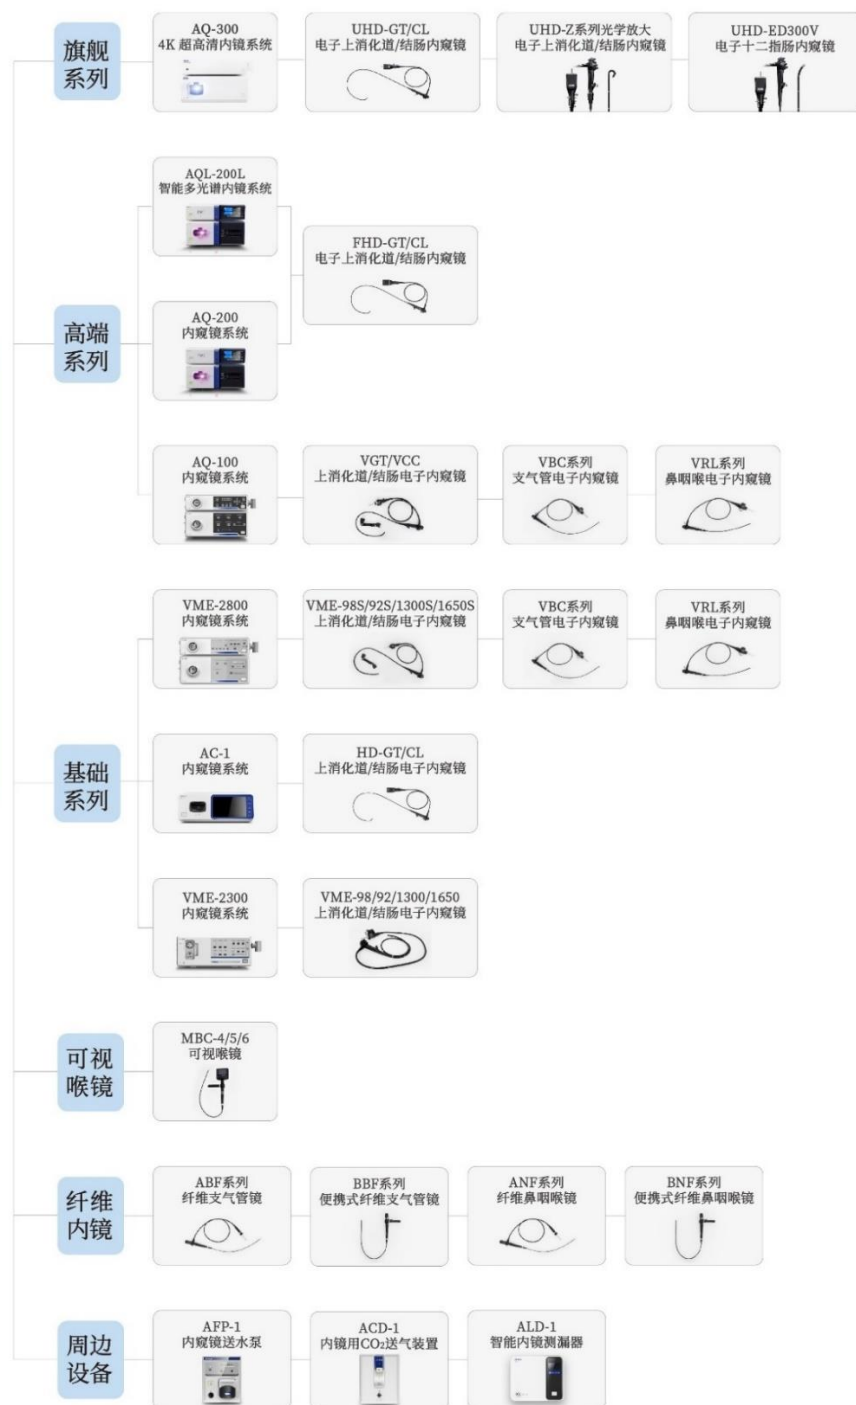 旗舰
系列
AQ-300
4K 超高清内镜系统
UHD-GT/CL
电子上消化道/结肠内窥镜
UHD-Z系列光学放大
电子上消化道/结肠内窥镜
UHD-ED300V
电子十二指肠内窥镜
高端
系列
AQL-200L
智能多光谱内镜系统
FHD-GT/CL
电子上消化道/结肠内窥镜
AQ-200
内窥镜系统
AQ-100
内窥镜系统
VGT/VCC
上消化道/结肠电子内窥镜
VBC系列
支气管电子内窥镜
VRL系列
鼻咽喉电子内窥镜
基础
系列
VME-2800
内窥镜系统
VME-98S/92S/1300S/1650S
上消化道/结肠电子内窥镜
VBC系列
支气管电子内窥镜
VRL系列
鼻咽喉电子内窥镜
AC-1
内窥镜系统
HD-GT/CL
上消化道/结肠电子内窥镜
VME-2300
内窥镜系统
VME-98/92/1300/1650
上消化道/结肠电子内窥镜
可视
喉镜
MBC-4/5/6
可视喉镜
纤维
内镜
ABF系列
纤维支气管镜
BBF系列
便携式纤维支气管镜
ANF系列
纤维鼻咽喉镜
BNF系列
便携式纤维鼻咽喉镜
周边
设备
AFP-1
内窥镜送水泵
ACD-1
内镜用CO₂送气装置
ALD-1
智能内镜测漏器